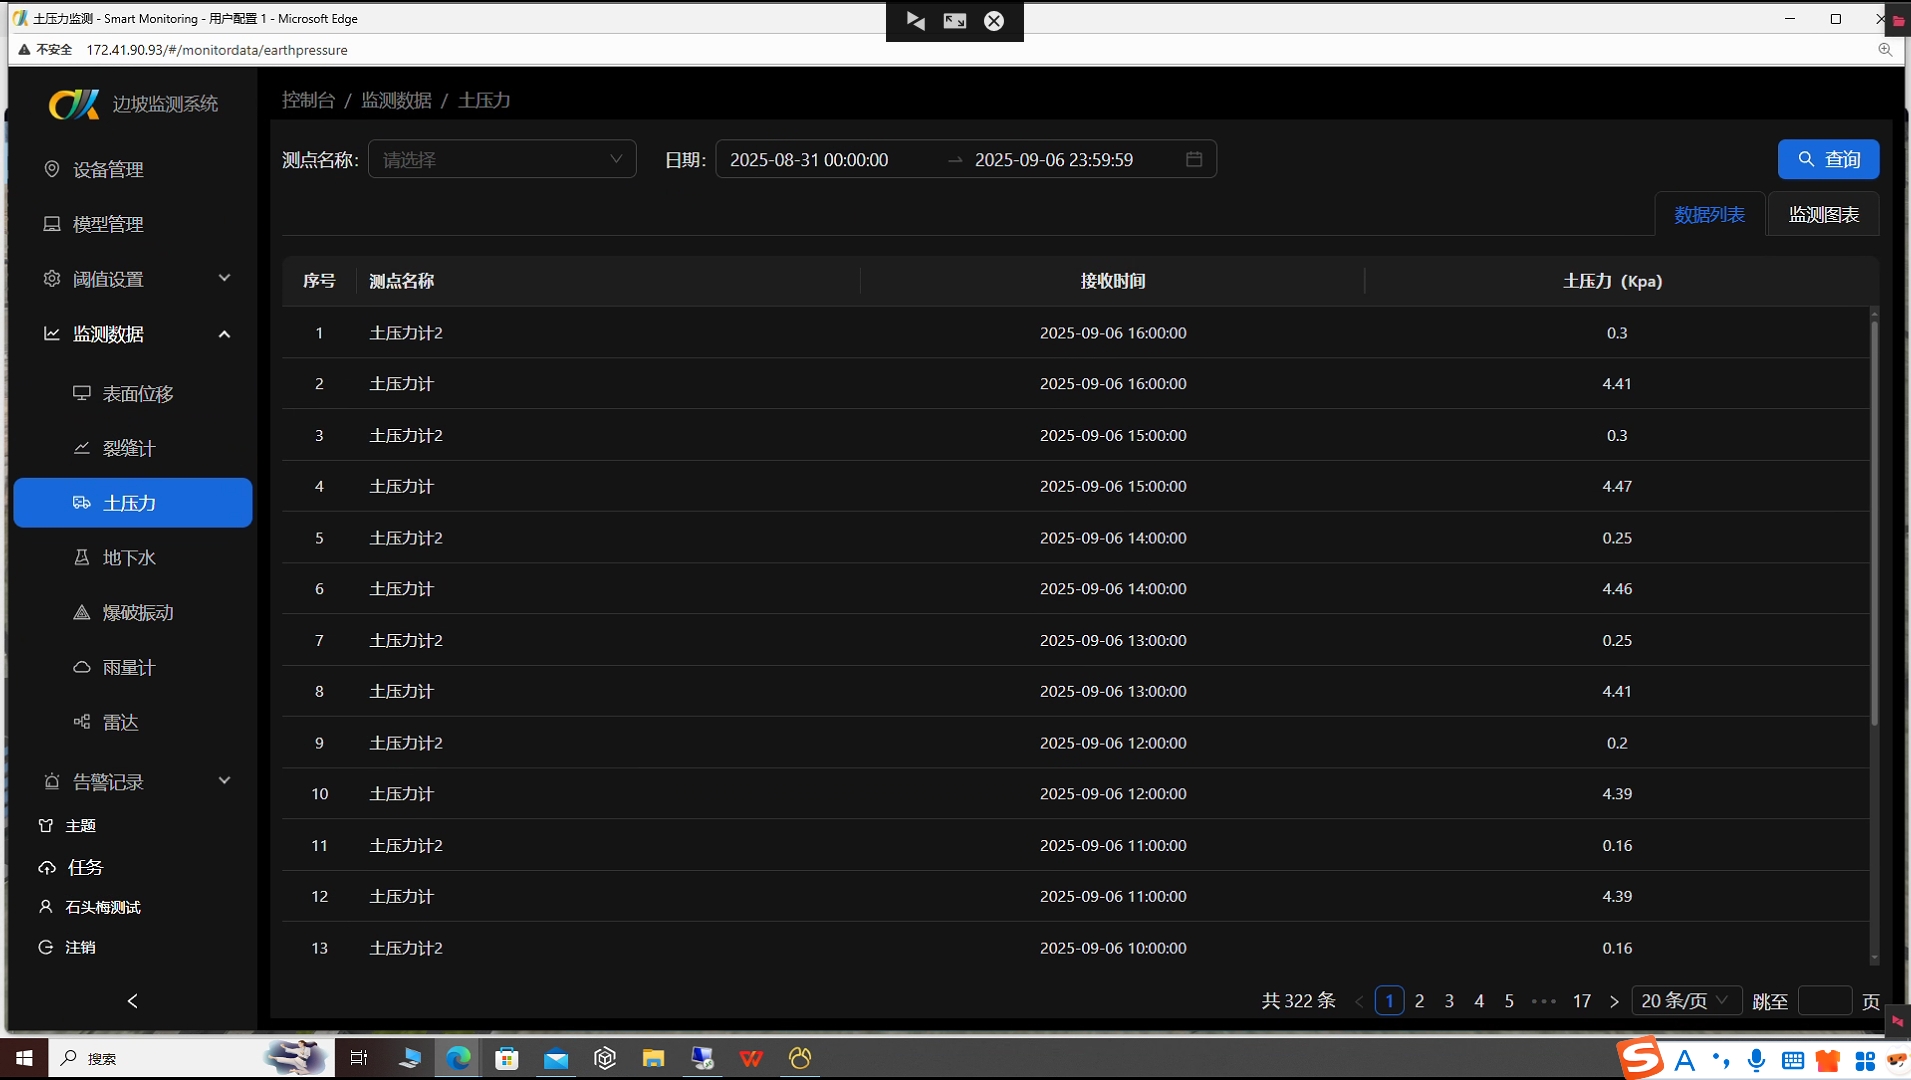 土压力监测 - Smart Monitoring - 用户配置 1 - Microsoft Edge
不安全 172.41.90.93/#/monitordata/earthpressure
边坡监测系统
控制台 / 监测数据 / 土压力
测点名称: 请选择 日期: 2025-08-31 00:00:00 → 2025-09-06 23:59:59 查询
数据列表 监测图表
设备管理
模型管理
阈值设置
监测数据
表面位移
裂缝计
土压力
地下水
爆破振动
雨量计
雷达
告警记录
主题
任务
石头梅测试
注销
序号 测点名称 接收时间 土压力 (Kpa)
1 土压力计2 2025-09-06 16:00:00 0.3
2 土压力计 2025-09-06 16:00:00 4.41
3 土压力计2 2025-09-06 15:00:00 0.3
4 土压力计 2025-09-06 15:00:00 4.47
5 土压力计2 2025-09-06 14:00:00 0.25
6 土压力计 2025-09-06 14:00:00 4.46
7 土压力计2 2025-09-06 13:00:00 0.25
8 土压力计 2025-09-06 13:00:00 4.41
9 土压力计2 2025-09-06 12:00:00 0.2
10 土压力计 2025-09-06 12:00:00 4.39
11 土压力计2 2025-09-06 11:00:00 0.16
12 土压力计 2025-09-06 11:00:00 4.39
13 土压力计2 2025-09-06 10:00:00 0.16
共 322 条 < 1 2 3 4 5 ••• 17 > 20 条/页 跳至 页
搜索